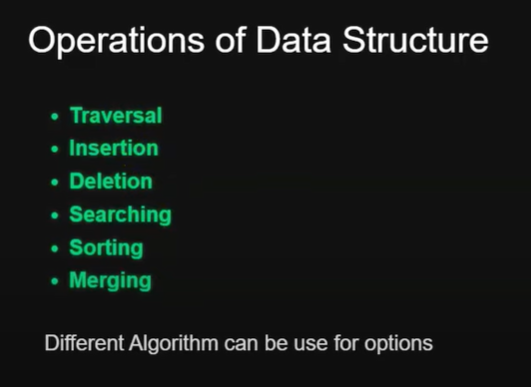 Operations of Data Structure
• Traversal
• Insertion
• Deletion
• Searching
• Sorting
• Merging
Different Algorithm can be use for options